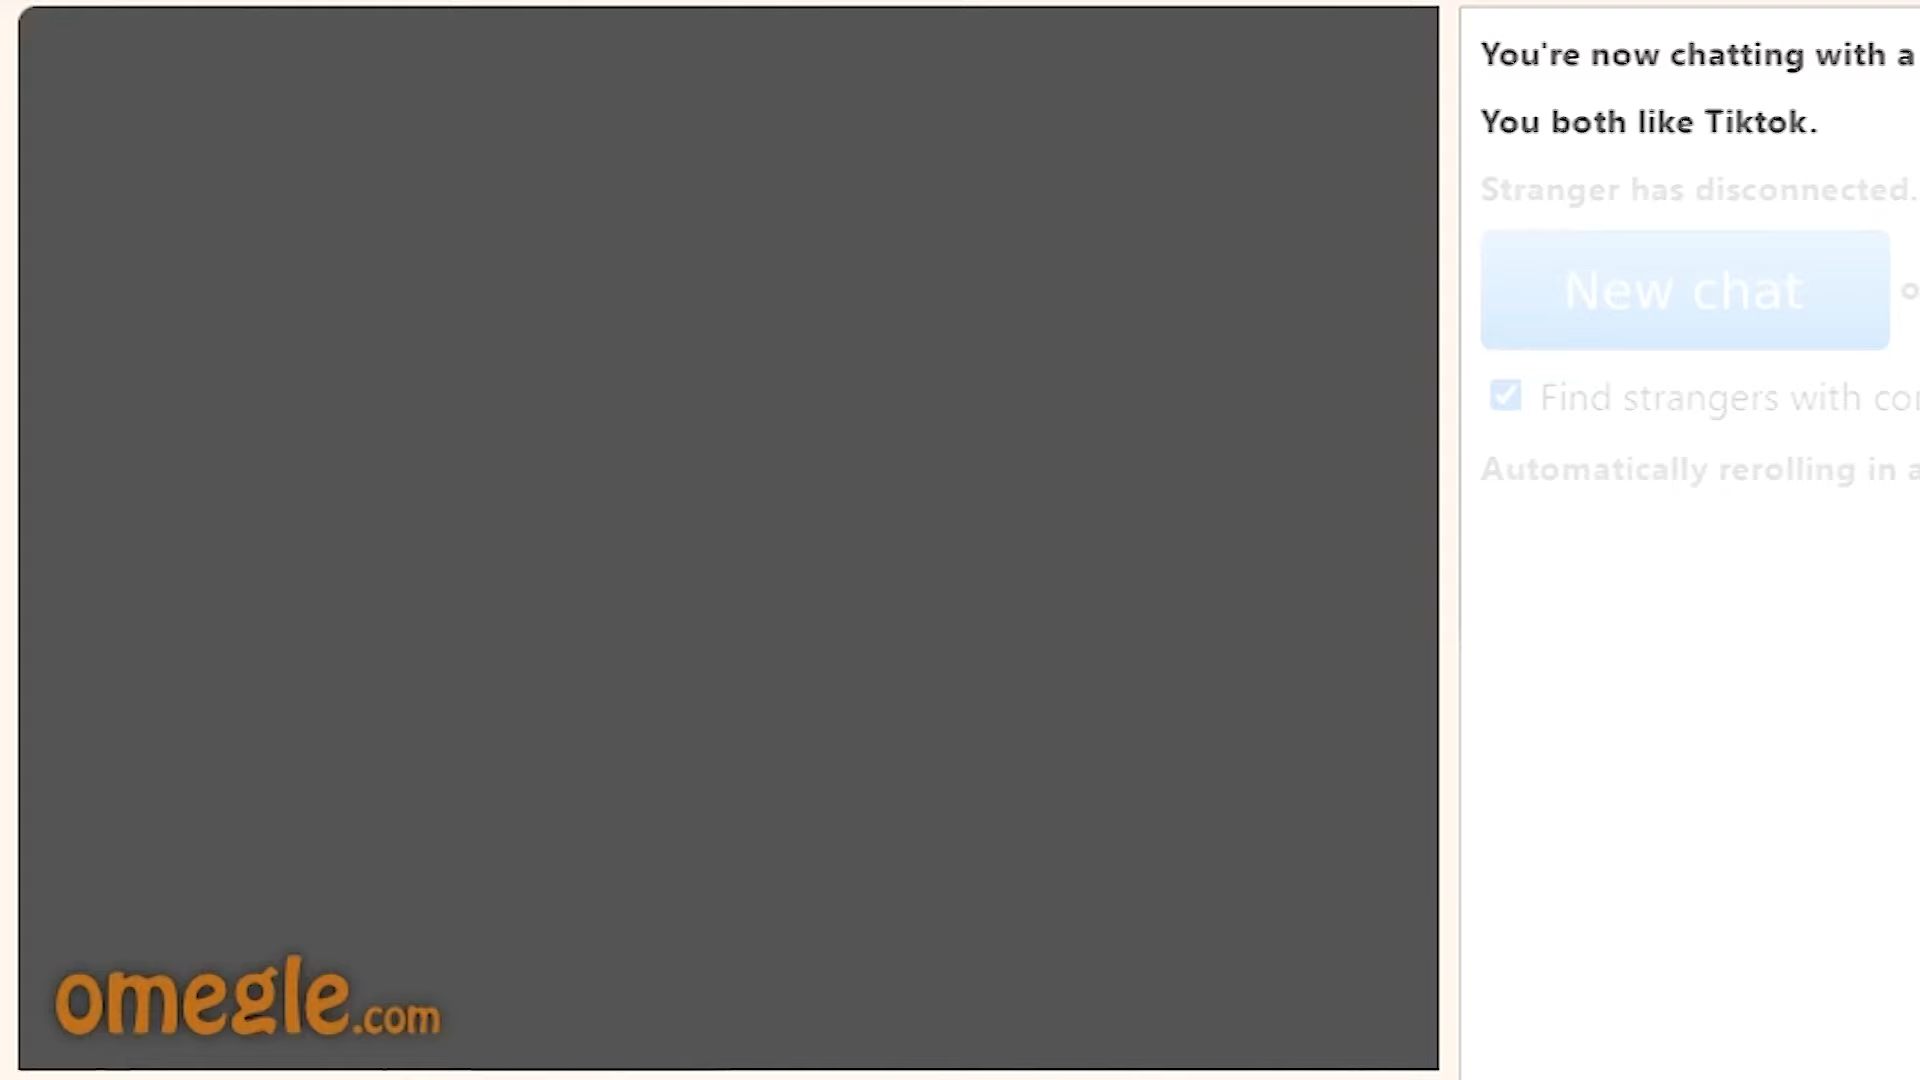 You're now chatting with a
You both like Tiktok.
Stranger has disconnected.
New chat
Find strangers with
Automatically rerolling in
omegle.com